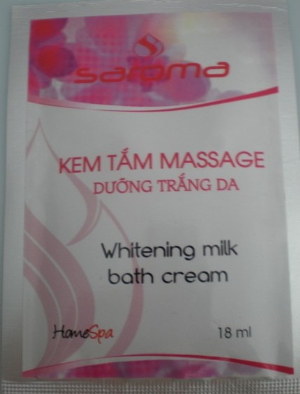 saroma
KEM TẮM MASSAGE
DƯỠNG TRẮNG DA
Whitening milk
bath cream
HomeSpa
18 ml